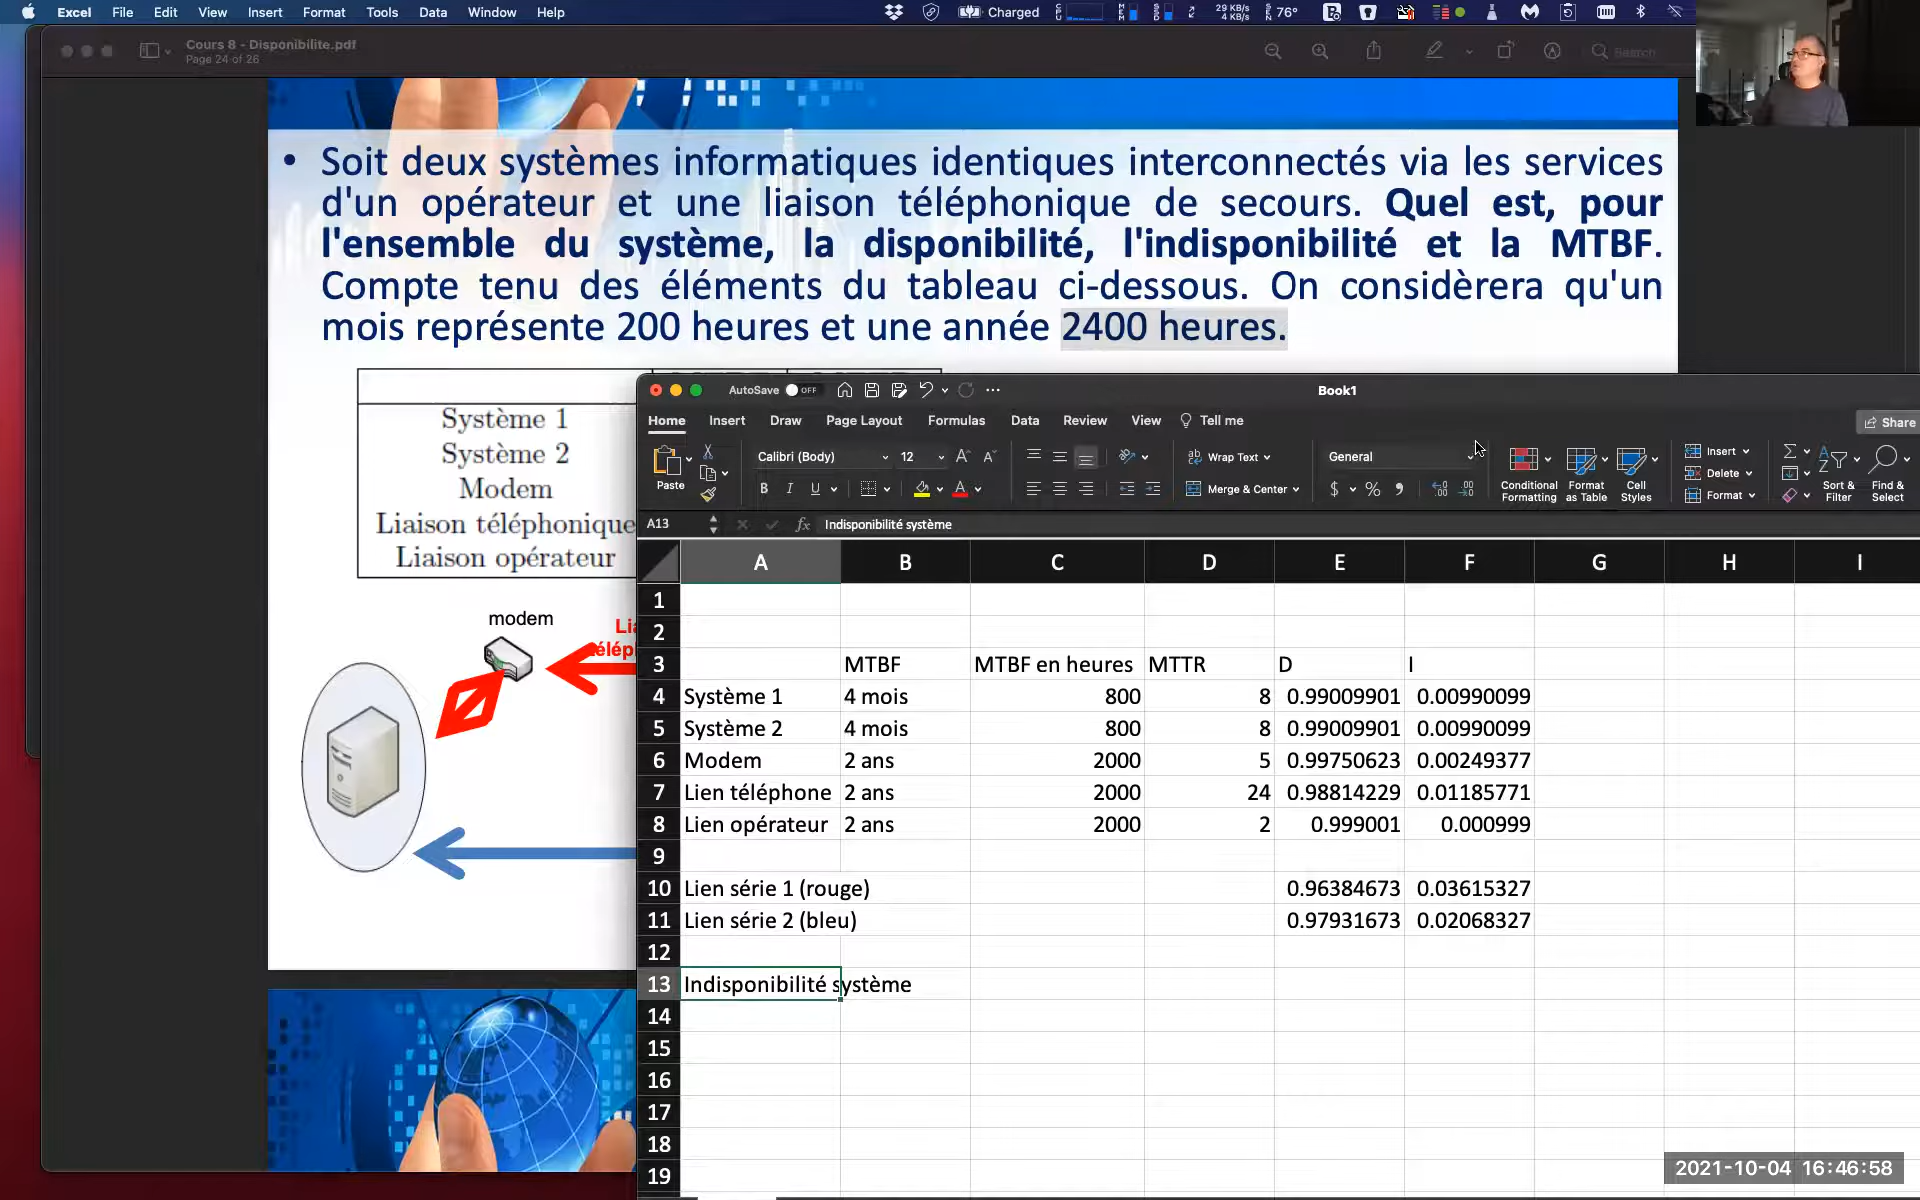 Excel File Edit View Insert Format Tools Data Window Help
Charged
29 KB/s
4 KB/s
76°
Cours 8 - Disponibilite.pdf
Page 24 of 26
Search
• Soit deux systèmes informatiques identiques interconnectés via les services
d'un opérateur et une liaison téléphonique de secours. Quel est, pour
l'ensemble du système, la disponibilité, l'indisponibilité et la MTBF.
Compte tenu des éléments du tableau ci-dessous. On considèrera qu'un
mois représente 200 heures et une année 2400 heures.
Système 1
Système 2
Modem
Liaison téléphonique
Liaison opérateur
modem
AutoSave OFF
Book1
Home Insert Draw Page Layout Formulas Data Review View Tell me
Share
Paste
Calibri (Body) 12
B I U
Wrap Text
Merge & Center
General
$ %
Conditional Formatting
Format as Table
Cell Styles
Insert
Delete
Format
Sort & Filter
Find & Select
A13 fx Indisponibilité système
A B C D E F G H I
1
2
3 MTBF MTBF en heures MTTR D I
4 Système 1 4 mois 800 8 0.99009901 0.00990099
5 Système 2 4 mois 800 8 0.99009901 0.00990099
6 Modem 2 ans 2000 5 0.99750623 0.00249377
7 Lien téléphone 2 ans 2000 24 0.98814229 0.01185771
8 Lien opérateur 2 ans 2000 2 0.999001 0.000999
9
10 Lien série 1 (rouge) 0.96384673 0.03615327
11 Lien série 2 (bleu) 0.97931673 0.02068327
12
13 Indisponibilité système
14
15
16
17
18
19
2021-10-04 16:46:58